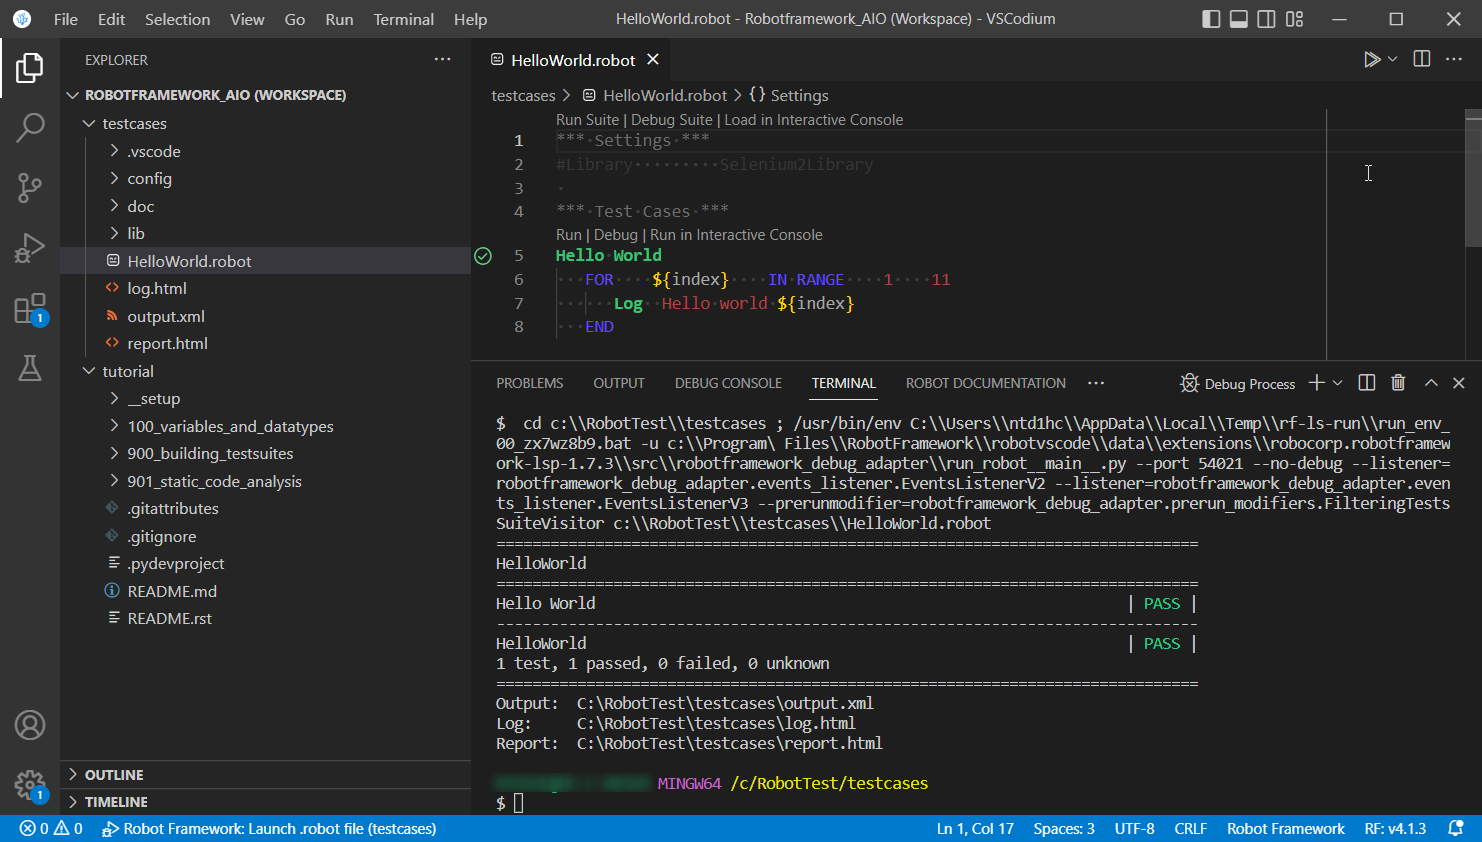 File Edit Selection View Go Run Terminal Help HelloWorld.robot - Robotframework_AIO (Workspace) - VSCodium
EXPLORER
ROBOTFRAMEWORK_AIO (WORKSPACE)
testcases
.vscode
config
doc
lib
HelloWorld.robot
log.html
output.xml
report.html
tutorial
__setup
100_variables_and_datatypes
900_building_testsuites
901_static_code_analysis
.gitattributes
.gitignore
.pydevproject
README.md
README.rst
OUTLINE
TIMELINE
1
1
HelloWorld.robot
testcases > HelloWorld.robot > {} Settings
Run Suite | Debug Suite | Load in Interactive Console
1 *** Settings ***
2 #Library·········Selenium2Library
3
4 *** Test Cases ***
Run | Debug | Run in Interactive Console
5 Hello World
6 FOR ${index} IN RANGE 1 11
7 Log Hello world ${index}
8 END
PROBLEMS OUTPUT DEBUG CONSOLE TERMINAL ROBOT DOCUMENTATION ··· Debug Process
$ cd c:\\RobotTest\\testcases ; /usr/bin/env C:\\Users\\ntd1hc\\AppData\\Local\\Temp\\rf-ls-run\\run_env_
00_zx7wz8b9.bat -u c:\\Program\ Files\\RobotFramework\\robotvscode\\data\\extensions\\robocorp.robotframew
ork-lsp-1.7.3\\src\\robotframework_debug_adapter\\run_robot__main__.py --port 54021 --no-debug --listener=
robotframework_debug_adapter.events_listener.EventsListenerV2 --listener=robotframework_debug_adapter.even
ts_listener.EventsListenerV3 --prerunmodifier=robotframework_debug_adapter.prerun_modifiers.FilteringTests
SuiteVisitor c:\\RobotTest\\testcases\\HelloWorld.robot
==============================================================================
HelloWorld
==============================================================================
Hello World | PASS |
------------------------------------------------------------------------------
HelloWorld | PASS |
1 test, 1 passed, 0 failed, 0 unknown
==============================================================================
Output: C:\RobotTest\testcases\output.xml
Log: C:\RobotTest\testcases\log.html
Report: C:\RobotTest\testcases\report.html
MINGW64 /c/RobotTest/testcases
$
0 0 Robot Framework: Launch .robot file (testcases) Ln 1, Col 17 Spaces: 3 UTF-8 CRLF Robot Framework RF: v4.1.3